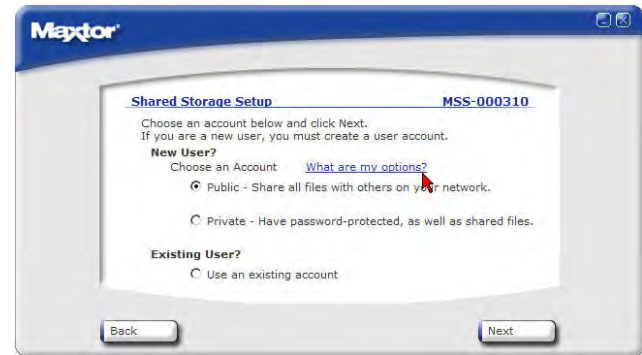 Maxtor
Shared Storage Setup MSS-000310
Choose an account below and click Next.
If you are a new user, you must create a user account.
New User?
Choose an Account What are my options?
Public - Share all files with others on your network.
Private - Have password-protected, as well as shared files.
Existing User?
Use an existing account
Back Next